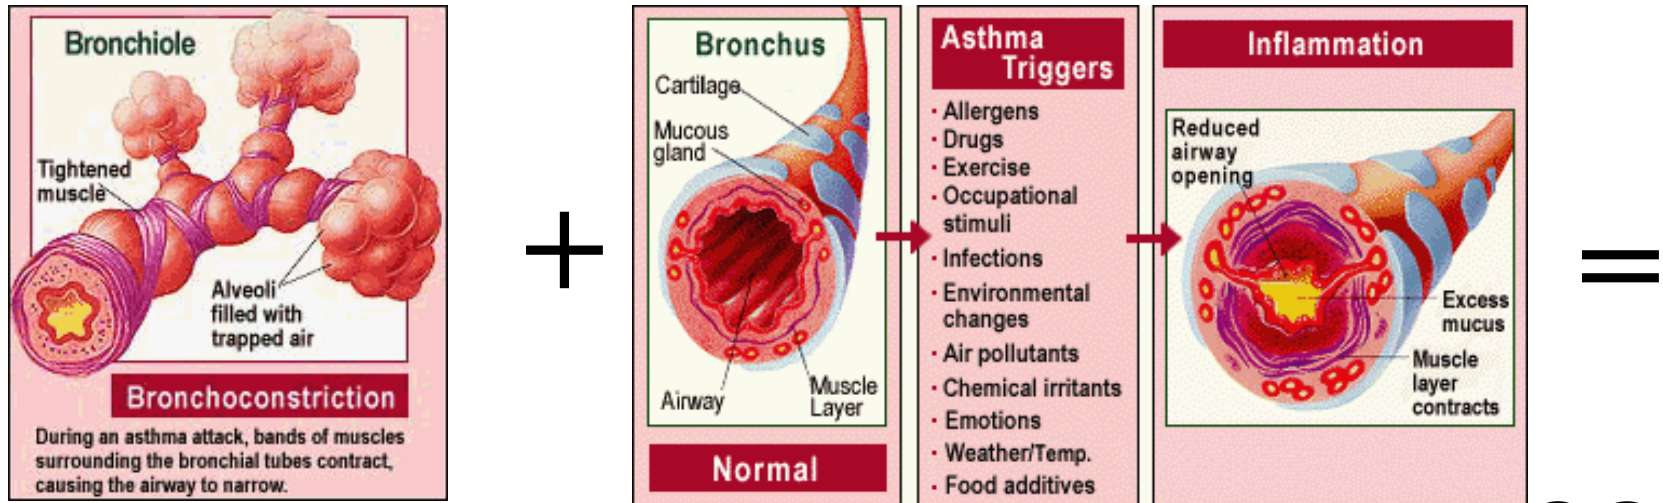 Bronchiole
Tightened
muscle
Alveoli
filled with
trapped air
Bronchoconstriction
During an asthma attack, bands of muscles
surrounding the bronchial tubes contract,
causing the airway to narrow.
+
Bronchus
Cartilage
Mucous
gland
Airway
Muscle
Layer
Normal
Asthma
Triggers
· Allergens
· Drugs
· Exercise
· Occupational
stimuli
· Infections
· Environmental
changes
· Air pollutants
· Chemical irritants
· Emotions
· Weather/Temp.
· Food additives
Inflammation
Reduced
airway
opening
Excess
mucus
Muscle
layer
contracts
=